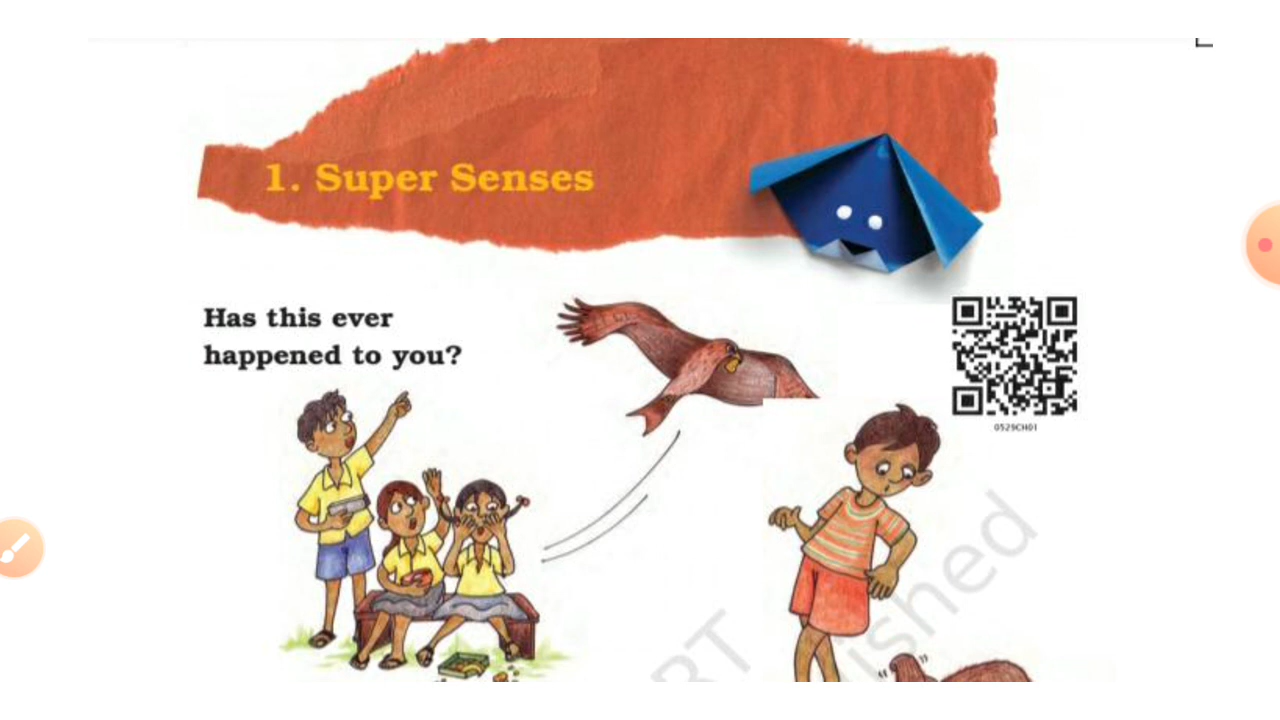 1. Super Senses
Has this ever
happened to you?
0529CH01